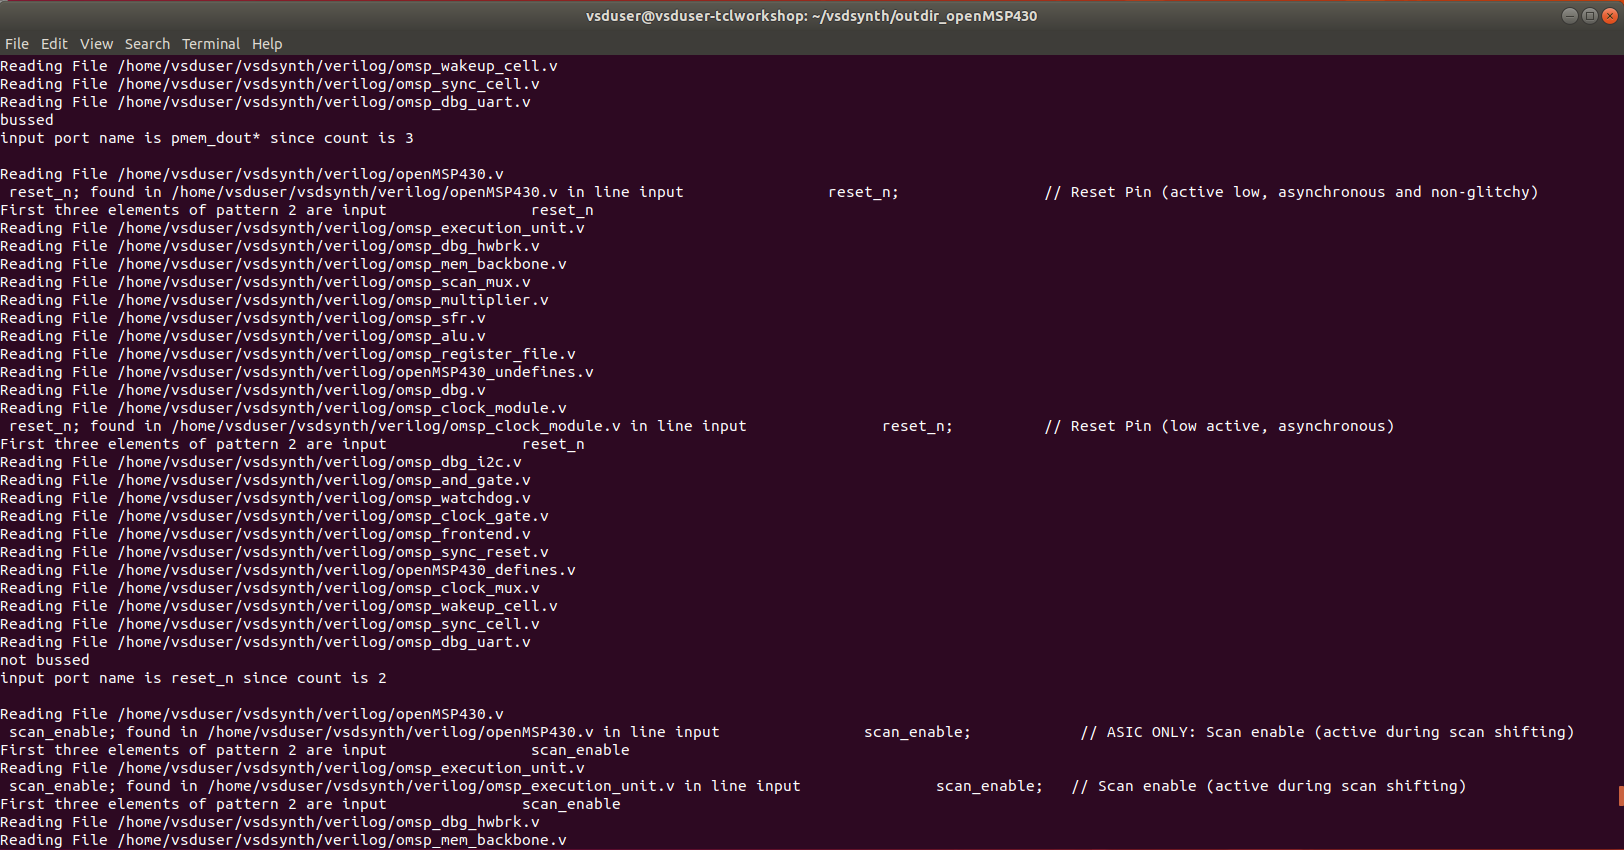 vsduser@vsduser-tclworkshop: ~/vsdsynth/outdir_openMSP430
File Edit View Search Terminal Help
Reading File /home/vsduser/vsdsynth/verilog/omsp_wakeup_cell.v
Reading File /home/vsduser/vsdsynth/verilog/omsp_sync_cell.v
Reading File /home/vsduser/vsdsynth/verilog/omsp_dbg_uart.v
bussed
input port name is pmem_dout* since count is 3

Reading File /home/vsduser/vsdsynth/verilog/openMSP430.v
 reset_n; found in /home/vsduser/vsdsynth/verilog/openMSP430.v in line input                reset_n;                // Reset Pin (active low, asynchronous and non-glitchy)
First three elements of pattern 2 are input                reset_n
Reading File /home/vsduser/vsdsynth/verilog/omsp_execution_unit.v
Reading File /home/vsduser/vsdsynth/verilog/omsp_dbg_hwbrk.v
Reading File /home/vsduser/vsdsynth/verilog/omsp_mem_backbone.v
Reading File /home/vsduser/vsdsynth/verilog/omsp_scan_mux.v
Reading File /home/vsduser/vsdsynth/verilog/omsp_multiplier.v
Reading File /home/vsduser/vsdsynth/verilog/omsp_sfr.v
Reading File /home/vsduser/vsdsynth/verilog/omsp_alu.v
Reading File /home/vsduser/vsdsynth/verilog/omsp_register_file.v
Reading File /home/vsduser/vsdsynth/verilog/openMSP430_undefines.v
Reading File /home/vsduser/vsdsynth/verilog/omsp_dbg.v
Reading File /home/vsduser/vsdsynth/verilog/omsp_clock_module.v
 reset_n; found in /home/vsduser/vsdsynth/verilog/omsp_clock_module.v in line input               reset_n;          // Reset Pin (low active, asynchronous)
First three elements of pattern 2 are input               reset_n
Reading File /home/vsduser/vsdsynth/verilog/omsp_dbg_i2c.v
Reading File /home/vsduser/vsdsynth/verilog/omsp_and_gate.v
Reading File /home/vsduser/vsdsynth/verilog/omsp_watchdog.v
Reading File /home/vsduser/vsdsynth/verilog/omsp_clock_gate.v
Reading File /home/vsduser/vsdsynth/verilog/omsp_frontend.v
Reading File /home/vsduser/vsdsynth/verilog/omsp_sync_reset.v
Reading File /home/vsduser/vsdsynth/verilog/openMSP430_defines.v
Reading File /home/vsduser/vsdsynth/verilog/omsp_clock_mux.v
Reading File /home/vsduser/vsdsynth/verilog/omsp_wakeup_cell.v
Reading File /home/vsduser/vsdsynth/verilog/omsp_sync_cell.v
Reading File /home/vsduser/vsdsynth/verilog/omsp_dbg_uart.v
not bussed
input port name is reset_n since count is 2

Reading File /home/vsduser/vsdsynth/verilog/openMSP430.v
 scan_enable; found in /home/vsduser/vsdsynth/verilog/openMSP430.v in line input                scan_enable;            // ASIC ONLY: Scan enable (active during scan shifting)
First three elements of pattern 2 are input                scan_enable
Reading File /home/vsduser/vsdsynth/verilog/omsp_execution_unit.v
 scan_enable; found in /home/vsduser/vsdsynth/verilog/omsp_execution_unit.v in line input               scan_enable;   // Scan enable (active during scan shifting)
First three elements of pattern 2 are input               scan_enable
Reading File /home/vsduser/vsdsynth/verilog/omsp_dbg_hwbrk.v
Reading File /home/vsduser/vsdsynth/verilog/omsp_mem_backbone.v